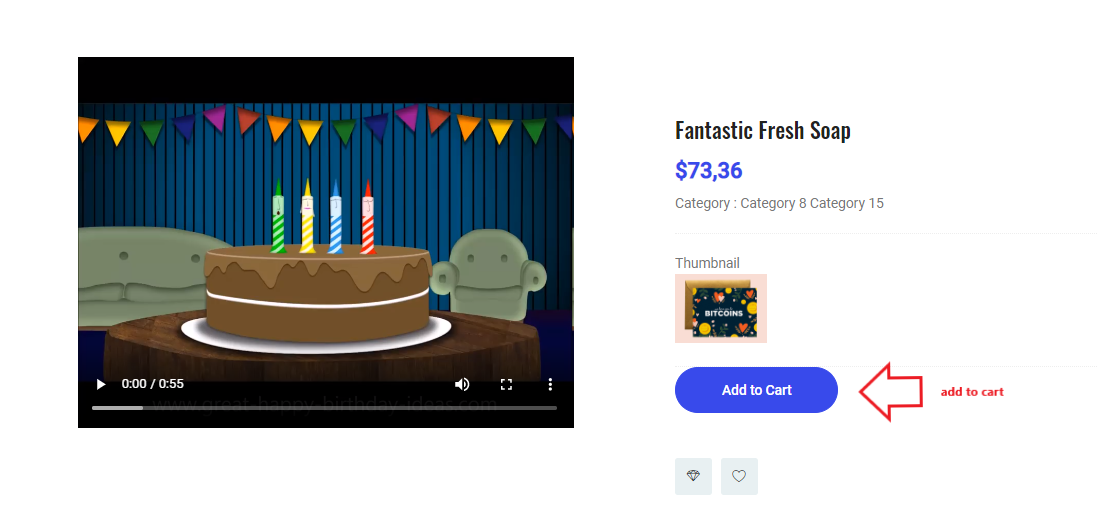 Fantastic Fresh Soap
$73,36
Category : Category 8 Category 15
Thumbnail
BITCOINS
Add to Cart
add to cart
0:00 / 0:55
www.great-happy-birthday-ideas.com